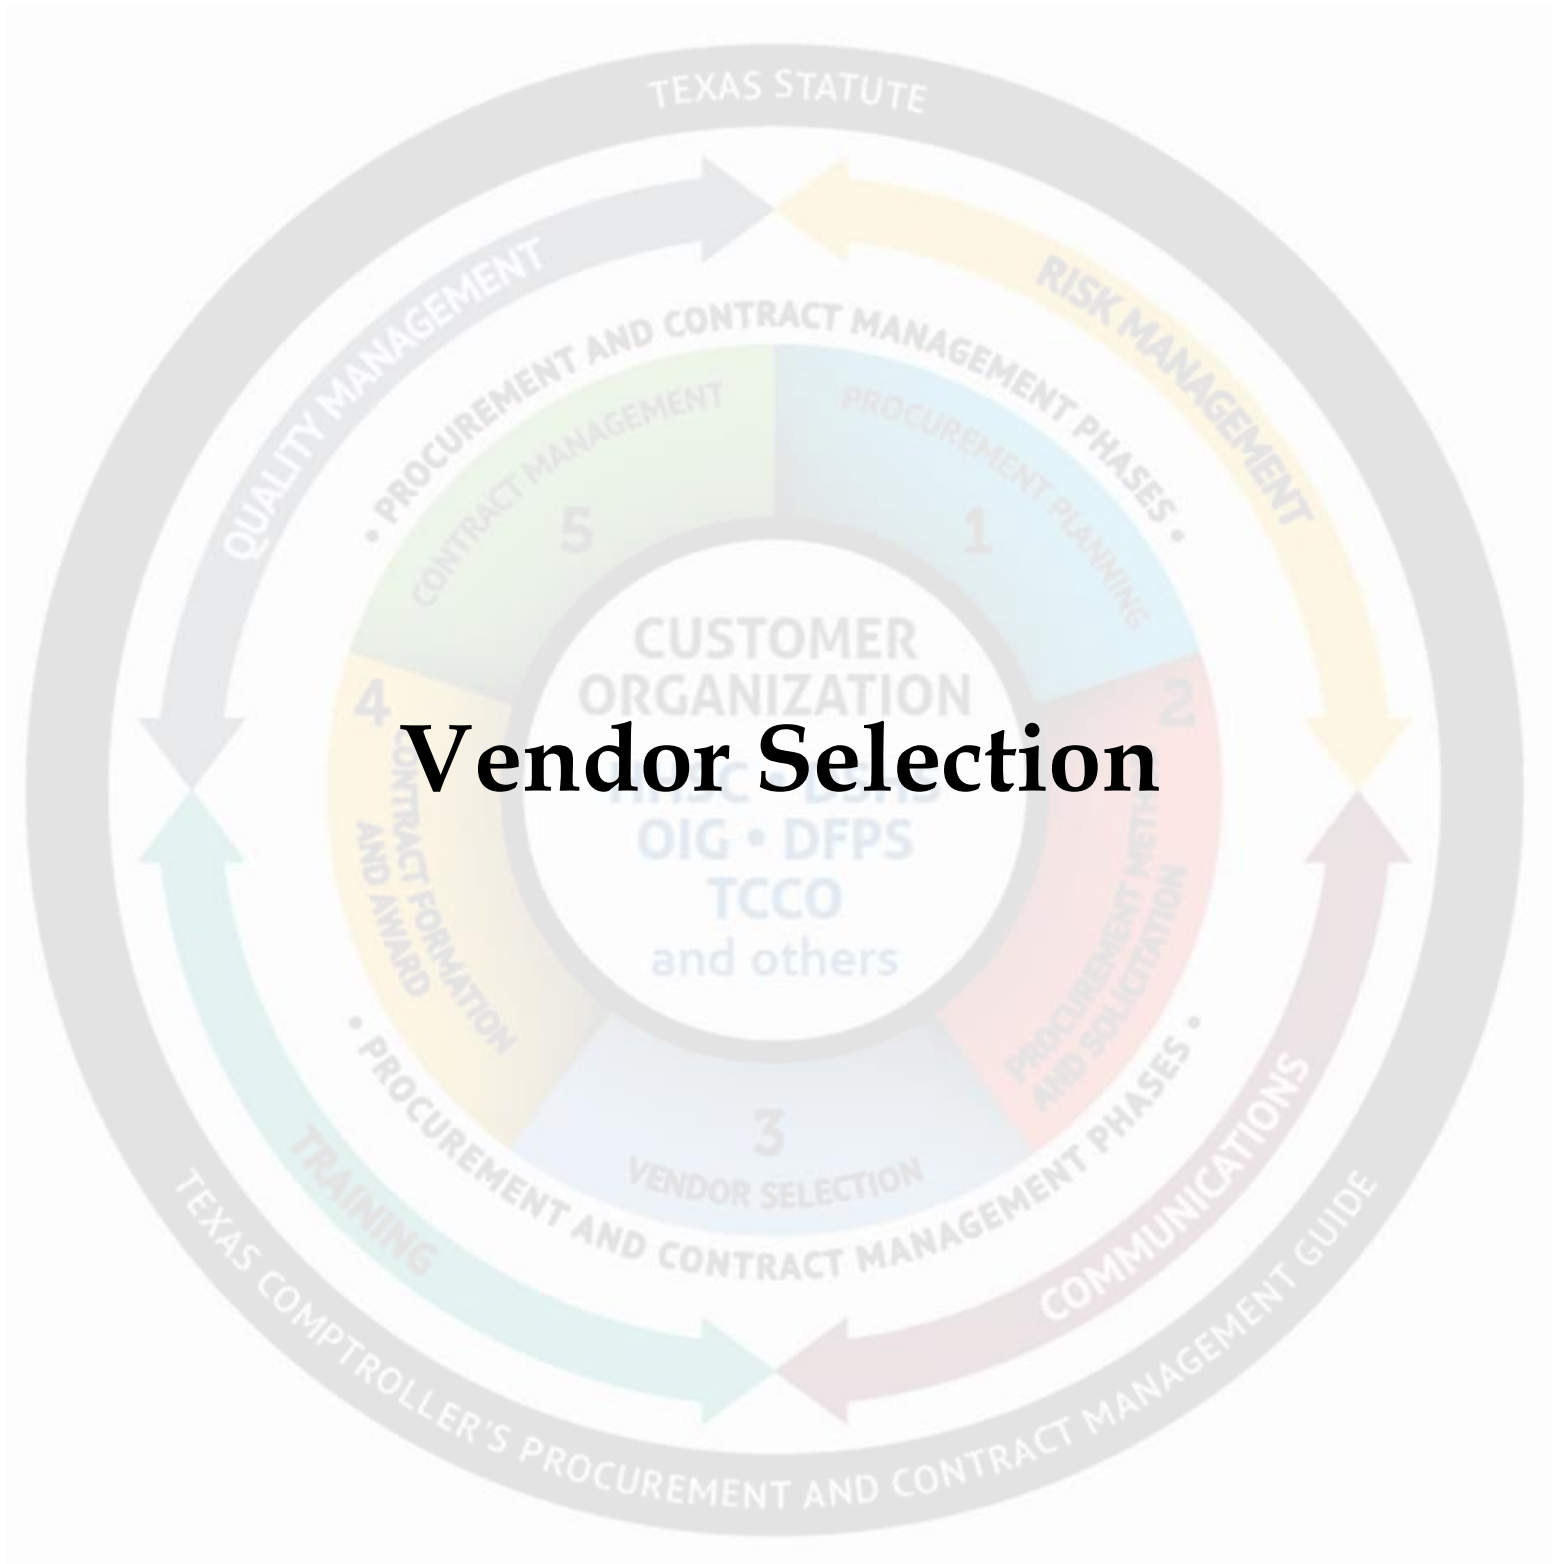 TEXAS STATUTE
QUALITY MANAGEMENT
RISK MANAGEMENT
• PROCUREMENT AND CONTRACT MANAGEMENT PHASES •
CONTRACT MANAGEMENT
5
PROCUREMENT PLANNING
1
CUSTOMER
ORGANIZATION
4
2
Vendor Selection
OIG • DFPS
TCCO
and others
CONTRACT FORMATION
AND AWARD
PROCUREMENT
AND SOLICITATION
3
VENDOR SELECTION
• PROCUREMENT AND CONTRACT MANAGEMENT PHASES •
TRAINING
COMMUNICATIONS
TEXAS COMPTROLLER'S PROCUREMENT AND CONTRACT MANAGEMENT GUIDE